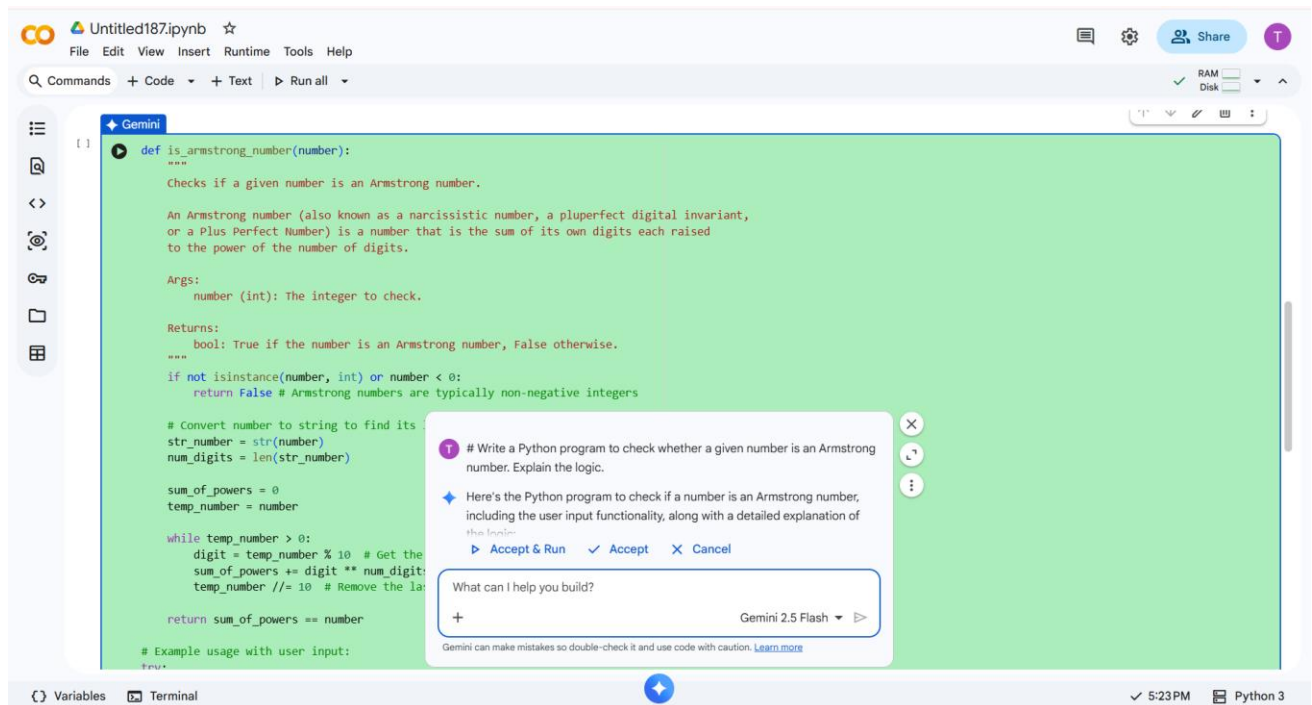 Untitled187.ipynb
File Edit View Insert Runtime Tools Help
Share
T
Commands + Code + Text Run all
RAM
Disk
Gemini
[ ]
def is_armstrong_number(number):
"""
Checks if a given number is an Armstrong number.
An Armstrong number (also known as a narcissistic number, a pluperfect digital invariant,
or a Plus Perfect Number) is a number that is the sum of its own digits each raised
to the power of the number of digits.
Args:
number (int): The integer to check.
Returns:
bool: True if the number is an Armstrong number, False otherwise.
"""
if not isinstance(number, int) or number < 0:
return False # Armstrong numbers are typically non-negative integers
# Convert number to string to find its
str_number = str(number)
num_digits = len(str_number)
sum_of_powers = 0
temp_number = number
while temp_number > 0:
digit = temp_number % 10 # Get the
sum_of_powers += digit ** num_digit
temp_number //= 10 # Remove the la
return sum_of_powers == number
# Example usage with user input:
try:
T
# Write a Python program to check whether a given number is an Armstrong
number. Explain the logic.
Here's the Python program to check if a number is an Armstrong number,
including the user input functionality, along with a detailed explanation of
the logic:
Accept & Run Accept Cancel
What can I help you build?
+ Gemini 2.5 Flash
Gemini can make mistakes so double-check it and use code with caution. Learn more
{} Variables Terminal
5:23 PM Python 3